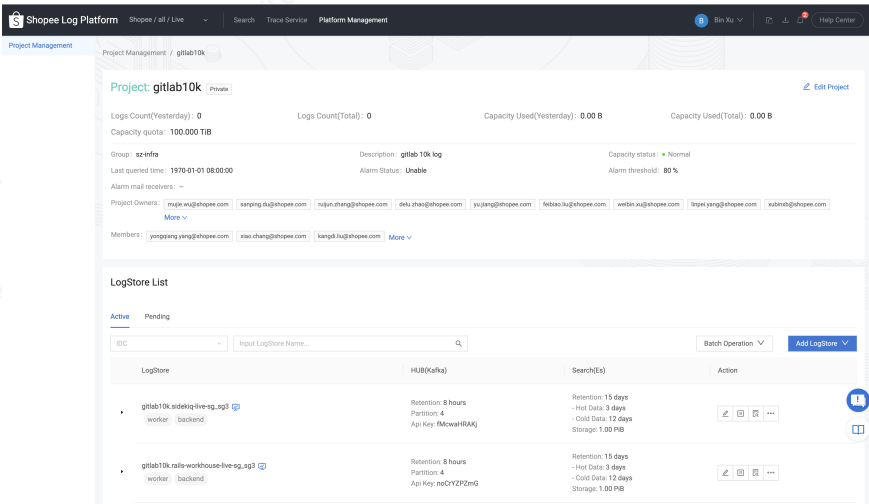 Shopee Log Platform Shopee / all / Live Search Trace Service Platform Management B Bin Xu 2 Help Center
Project Management
Project Management / gitlab10k
Project: gitlab10k Private Edit Project
Logs Count(Yesterday): 0 Logs Count(Total): 0 Capacity Used(Yesterday): 0.00 B Capacity Used(Total): 0.00 B
Capacity quota: 100.000 TiB
Group: sz-infra Description: gitlab 10k log Capacity status: Normal
Last queried time: 1970-01-01 08:00:00 Alarm Status: Unable Alarm threshold: 80 %
Alarm mail receivers: –
Project Owners: mujie.wu@shopee.com sanping.du@shopee.com ruijun.zhang@shopee.com delu.zhao@shopee.com yu.jiang@shopee.com feibiao.liu@shopee.com weibin.xu@shopee.com linpei.yang@shopee.com xubinxb@shopee.com
More
Members: yongqiang.yang@shopee.com xiao.chang@shopee.com kangdi.liu@shopee.com More
LogStore List
Active Pending
IDC Input LogStore Name... Batch Operation Add LogStore
LogStore HUB(Kafka) Search(Es) Action
gitlab10k.sidekiq-live-sg_sg3
worker backend
Retention: 8 hours
Partition: 4
Api Key: fMcwaHRAKj
Retention: 15 days
- Hot Data: 3 days
- Cold Data: 12 days
Storage: 1.00 PiB
gitlab10k.rails-workhouse-live-sg_sg3
worker backend
Retention: 8 hours
Partition: 4
Api Key: noCrYZPZmG
Retention: 15 days
- Hot Data: 3 days
- Cold Data: 12 days
Storage: 1.00 PiB